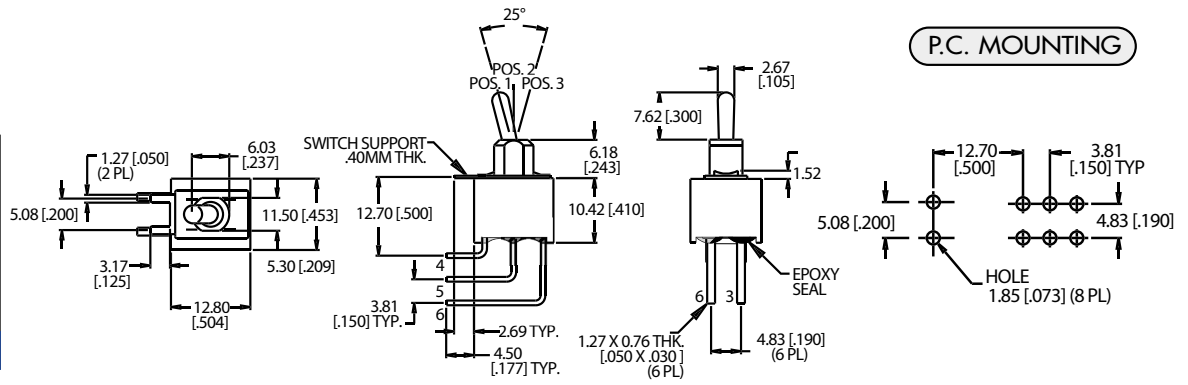 1.27 [.050]
(2 PL)
6.03
[.237]
5.08 [.200]
11.50 [.453]
5.30 [.209]
3.17
[.125]
12.80
[.504]
25°
POS. 2
POS. 1
POS. 3
SWITCH SUPPORT
.40MM THK.
6.18
[.243]
12.70 [.500]
10.42 [.410]
4
5
6
3.81
[.150] TYP.
2.69 TYP.
4.50
[.177] TYP.
2.67
[.105]
7.62 [.300]
1.52
EPOXY
SEAL
6
3
1.27 X 0.76 THK.
[.050 X .030 ]
(6 PL)
4.83 [.190]
(6 PL)
P.C. MOUNTING
12.70
[.500]
3.81
[.150] TYP
5.08 [.200]
4.83 [.190]
HOLE
1.85 [.073] (8 PL)